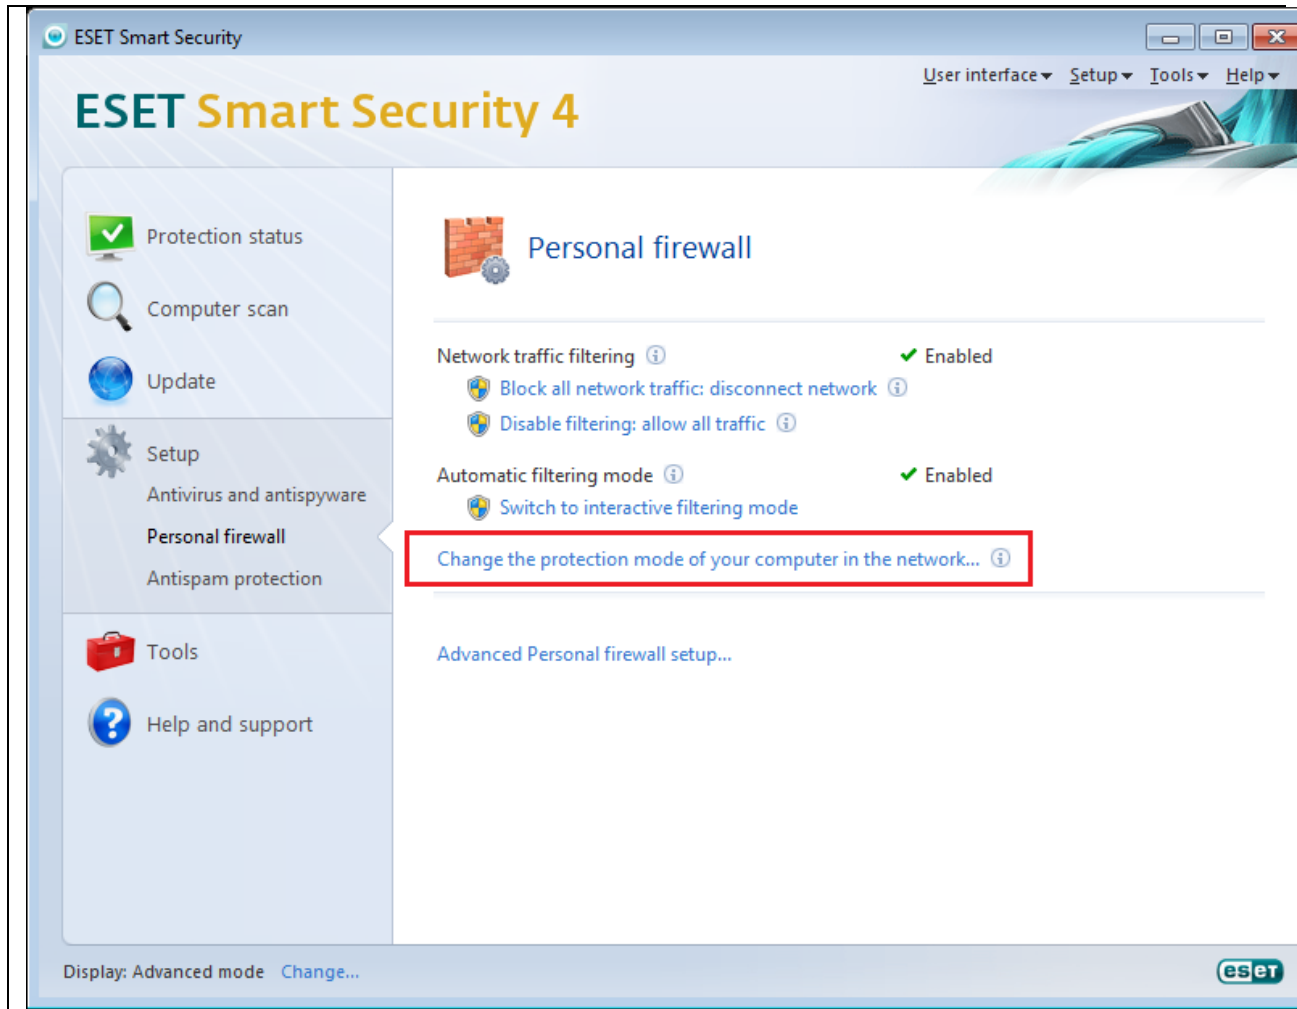 ESET Smart Security
User interface Setup Tools Help
ESET Smart Security 4
Protection status
Computer scan
Update
Setup
Antivirus and antispyware
Personal firewall
Antispam protection
Tools
Help and support
Personal firewall
Network traffic filtering Enabled
Block all network traffic: disconnect network
Disable filtering: allow all traffic
Automatic filtering mode Enabled
Switch to interactive filtering mode
Change the protection mode of your computer in the network...
Advanced Personal firewall setup...
Display: Advanced mode Change...
eset